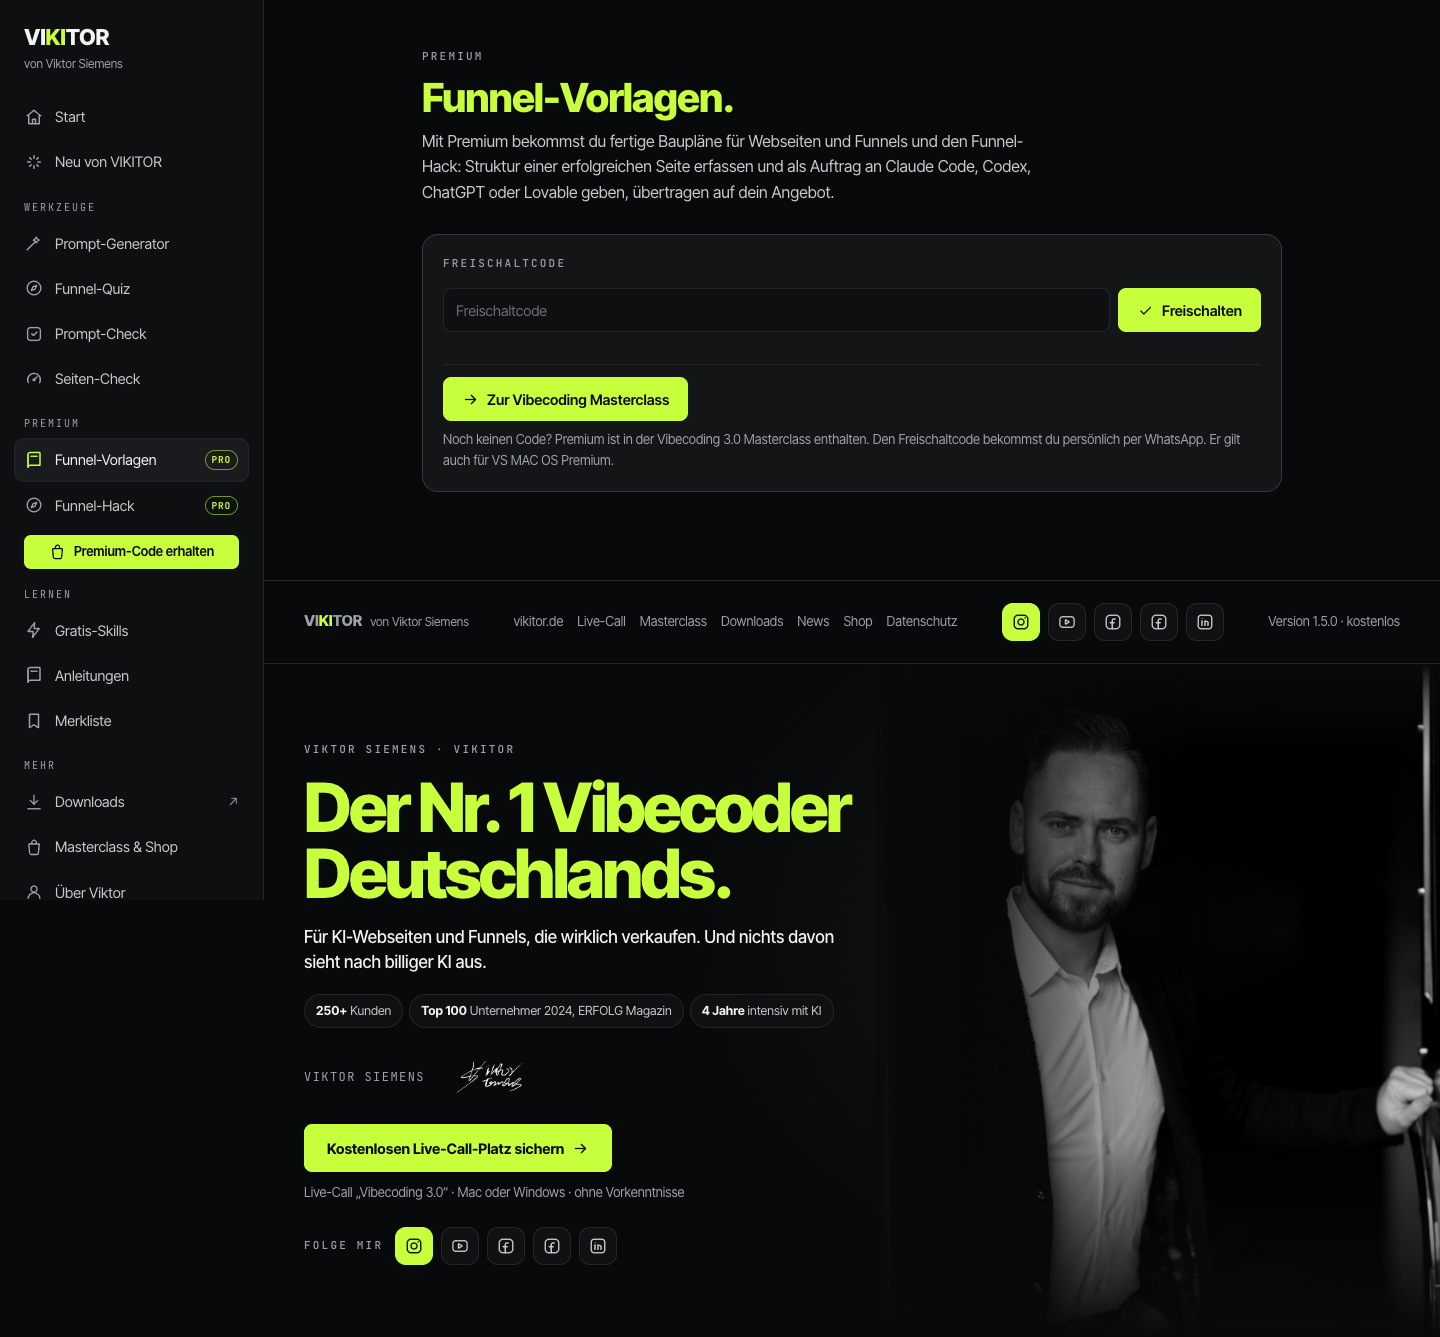 VIKITOR
von Viktor Siemens
Start
Neu von VIKITOR
WERKZEUGE
Prompt-Generator
Funnel-Quiz
Prompt-Check
Seiten-Check
PREMIUM
Funnel-Vorlagen PRO
Funnel-Hack PRO
Premium-Code erhalten
LERNEN
Gratis-Skills
Anleitungen
Merkliste
MEHR
Downloads
Masterclass & Shop
Über Viktor
PREMIUM
Funnel-Vorlagen.
Mit Premium bekommst du fertige Baupläne für Webseiten und Funnels und den Funnel-
Hack: Struktur einer erfolgreichen Seite erfassen und als Auftrag an Claude Code, Codex,
ChatGPT oder Lovable geben, übertragen auf dein Angebot.
FREISCHALTCODE
Freischaltcode
Freischalten
Zur Vibecoding Masterclass
Noch keinen Code? Premium ist in der Vibecoding 3.0 Masterclass enthalten. Den Freischaltcode bekommst du persönlich per WhatsApp. Er gilt
auch für VS MAC OS Premium.
VIKITOR von Viktor Siemens
vikitor.de Live-Call Masterclass Downloads News Shop Datenschutz
Version 1.5.0 · kostenlos
VIKTOR SIEMENS · VIKITOR
Der Nr. 1 Vibecoder
Deutschlands.
Für KI-Webseiten und Funnels, die wirklich verkaufen. Und nichts davon
sieht nach billiger KI aus.
250+ Kunden
Top 100 Unternehmer 2024, ERFOLG Magazin
4 Jahre intensiv mit KI
VIKTOR SIEMENS
Kostenlosen Live-Call-Platz sichern
Live-Call „Vibecoding 3.0“ · Mac oder Windows · ohne Vorkenntnisse
FOLGE MIR